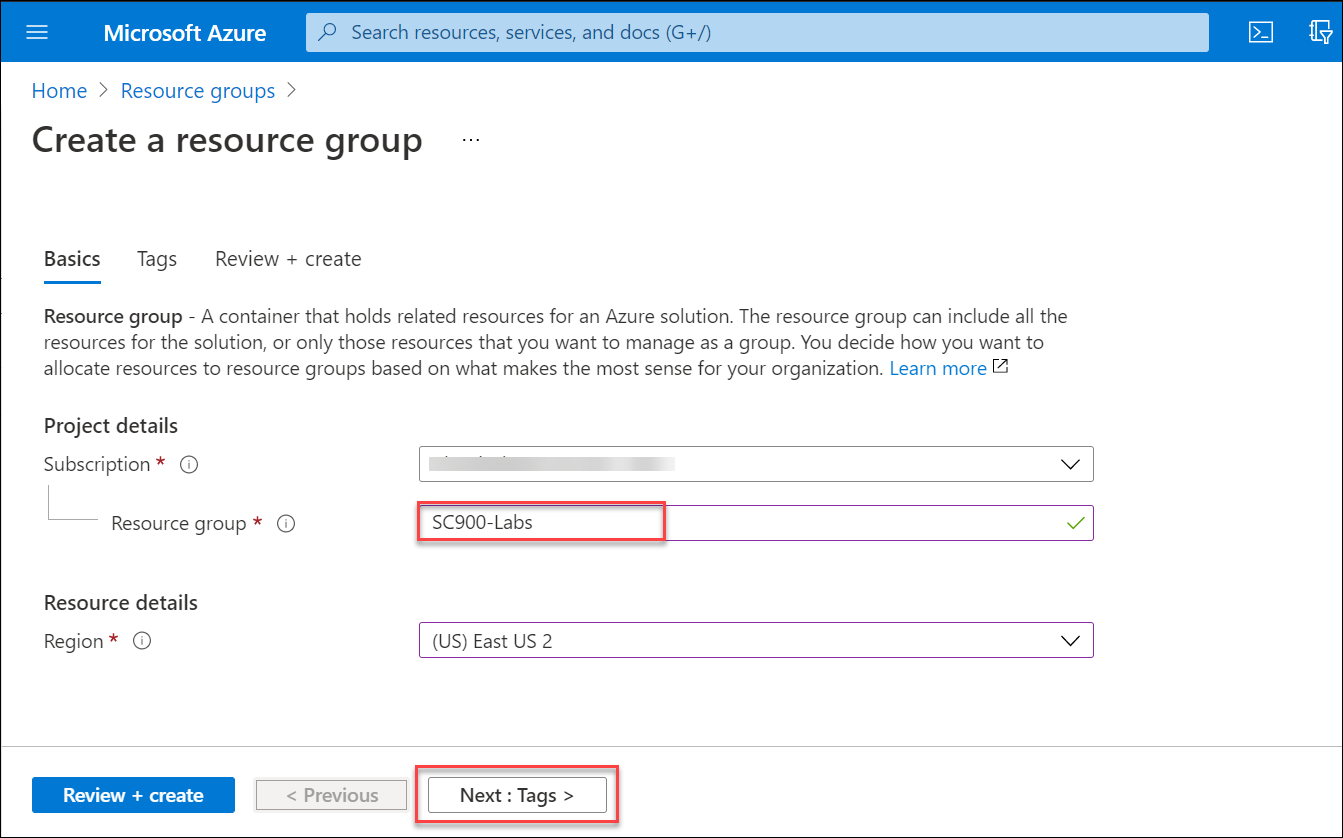 Microsoft Azure
Search resources, services, and docs (G+/)
Home > Resource groups >
Create a resource group ...
Basics Tags Review + create
Resource group - A container that holds related resources for an Azure solution. The resource group can include all the
resources for the solution, or only those resources that you want to manage as a group. You decide how you want to
allocate resources to resource groups based on what makes the most sense for your organization. Learn more
Project details
Subscription *
Resource group * SC900-Labs
Resource details
Region * (US) East US 2
Review + create < Previous Next : Tags >